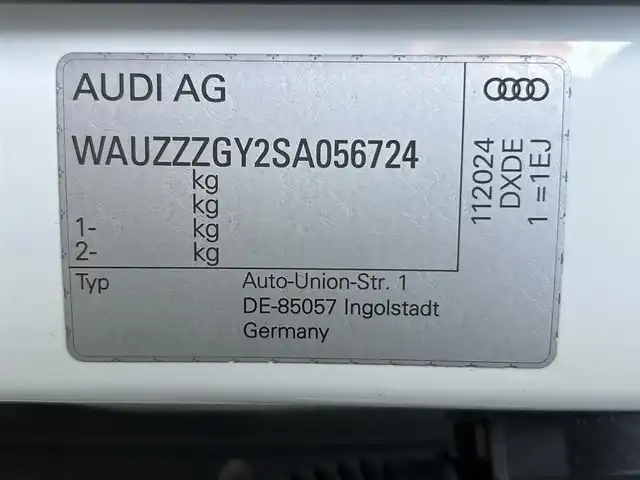 AUDI AG
WAUZZZGY2SA056724
kg
kg
1- kg
2- kg
Typ
Auto-Union-Str. 1
DE-85057 Ingolstadt
Germany
112024
DXDE
1 =1EJ